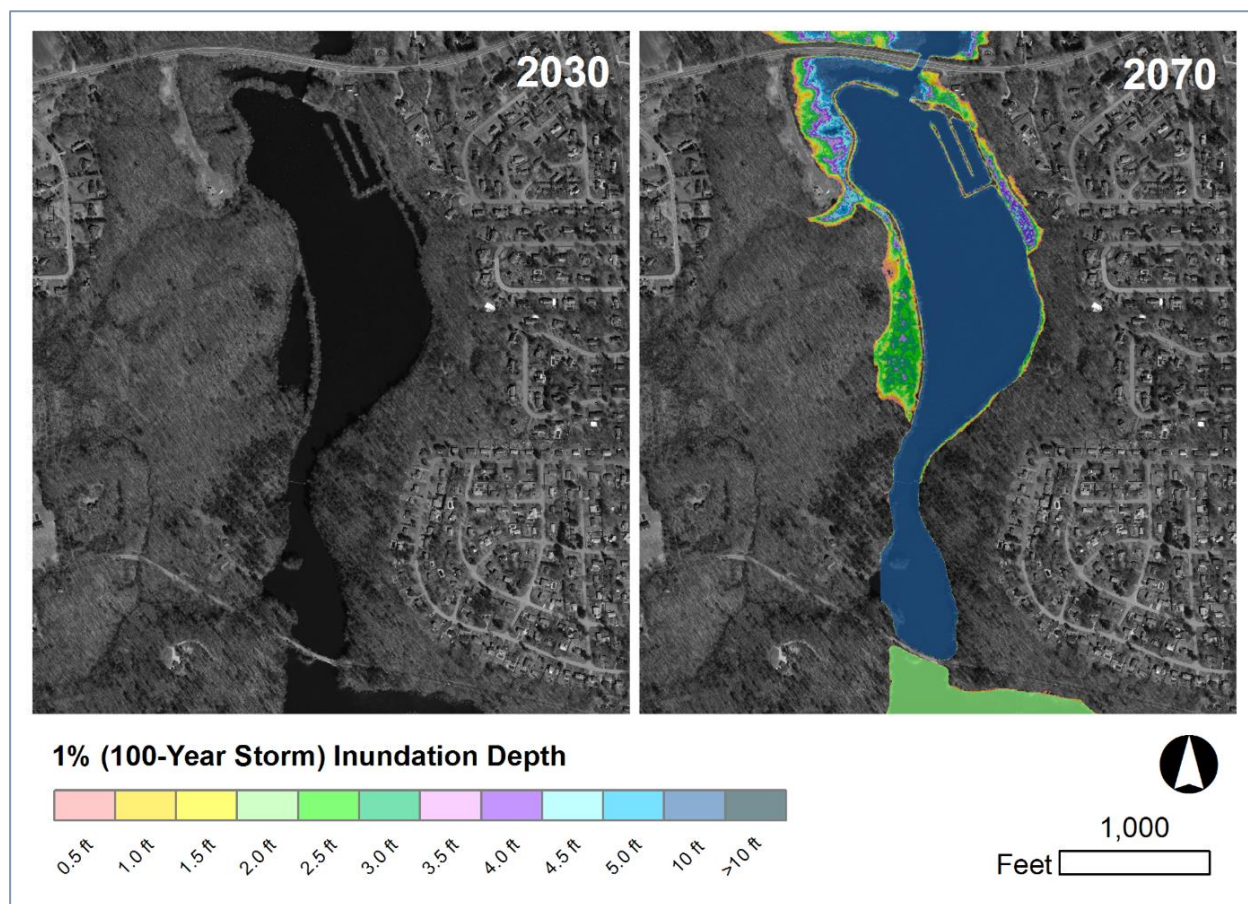 2030
2070
1% (100-Year Storm) Inundation Depth
0.5 ft
1.0 ft
1.5 ft
2.0 ft
2.5 ft
3.0 ft
3.5 ft
4.0 ft
4.5 ft
5.0 ft
10 ft
>10 ft
1,000
Feet